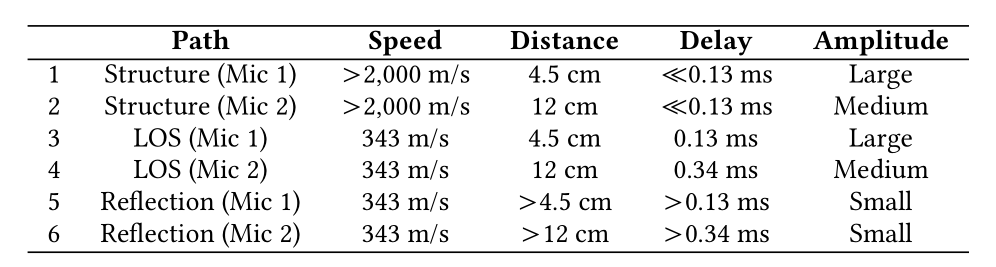 Path Speed Distance Delay Amplitude
1 Structure (Mic 1) >2,000 m/s 4.5 cm ≪0.13 ms Large
2 Structure (Mic 2) >2,000 m/s 12 cm ≪0.13 ms Medium
3 LOS (Mic 1) 343 m/s 4.5 cm 0.13 ms Large
4 LOS (Mic 2) 343 m/s 12 cm 0.34 ms Medium
5 Reflection (Mic 1) 343 m/s >4.5 cm >0.13 ms Small
6 Reflection (Mic 2) 343 m/s >12 cm >0.34 ms Small